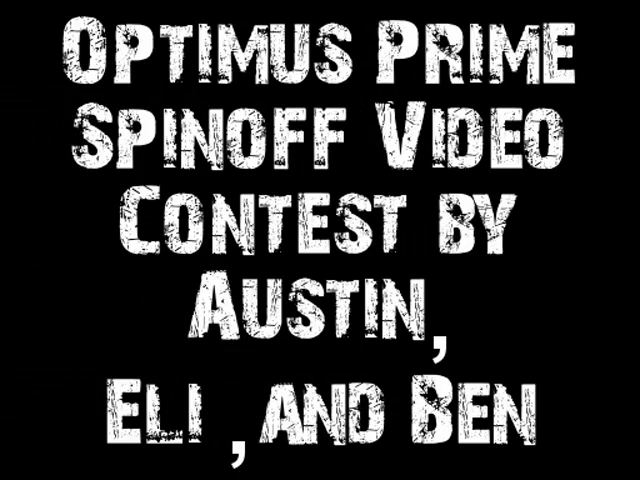 Optimus Prime
Spinoff Video
Contest by
Austin,
Eli , and Ben